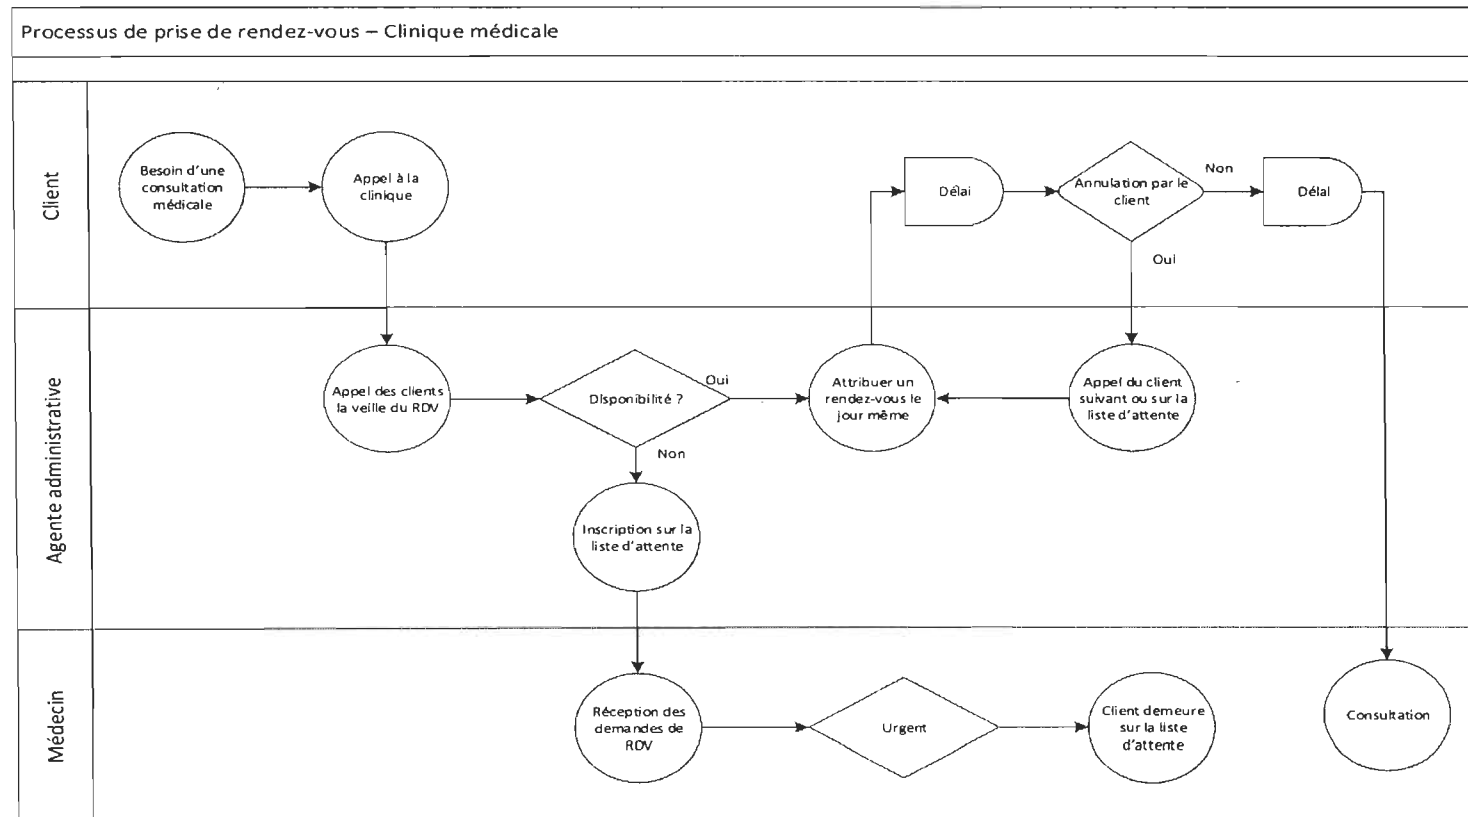 Processus de prise de rendez-vous – Clinique médicale
Client
Besoin d'une
consultation
médicale
Appel à la
clinique
Délai
Annulation par le
client
Non
Délai
Oui
Agente administrative
Appel des clients
la veille du RDV
Disponibilité ?
Oui
Attribuer un
rendez-vous le
jour même
Appel du client
suivant ou sur la
liste d'attente
Non
Inscription sur la
liste d'attente
Médecin
Réception des
demandes de
RDV
Urgent
Client demeure
sur la liste
d'attente
Consultation